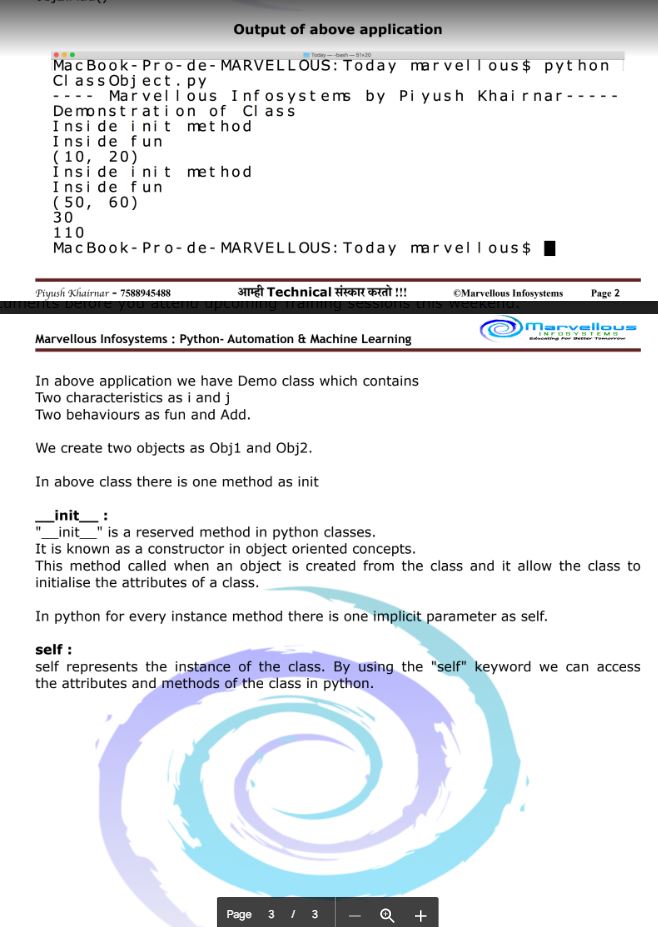 Output of above application
Today — -bash — 51×20
MacBook-Pro-de-MARVELLOUS:Today marvellous$ python
ClassObject.py
---- Marvellous Infosystems by Piyush Khairnar-----
Demonstration of Class
Inside init method
Inside fun
(10, 20)
Inside init method
Inside fun
(50, 60)
30
110
MacBook-Pro-de-MARVELLOUS:Today marvellous$
Piyush Khairnar - 7588945488 आम्ही Technical संस्कार करतो !!! ©Marvellous Infosystems Page 2
before you attend upcoming Training sessions this weekend.
Marvellous Infosystems : Python- Automation & Machine Learning
Marvellous
INFOSYSTEMS
Educating For Better Tomorrow
In above application we have Demo class which contains
Two characteristics as i and j
Two behaviours as fun and Add.
We create two objects as Obj1 and Obj2.
In above class there is one method as init
__init__ :
"__init__" is a reserved method in python classes.
It is known as a constructor in object oriented concepts.
This method called when an object is created from the class and it allow the class to
initialise the attributes of a class.
In python for every instance method there is one implicit parameter as self.
self :
self represents the instance of the class. By using the "self" keyword we can access
the attributes and methods of the class in python.
Page 3 / 3